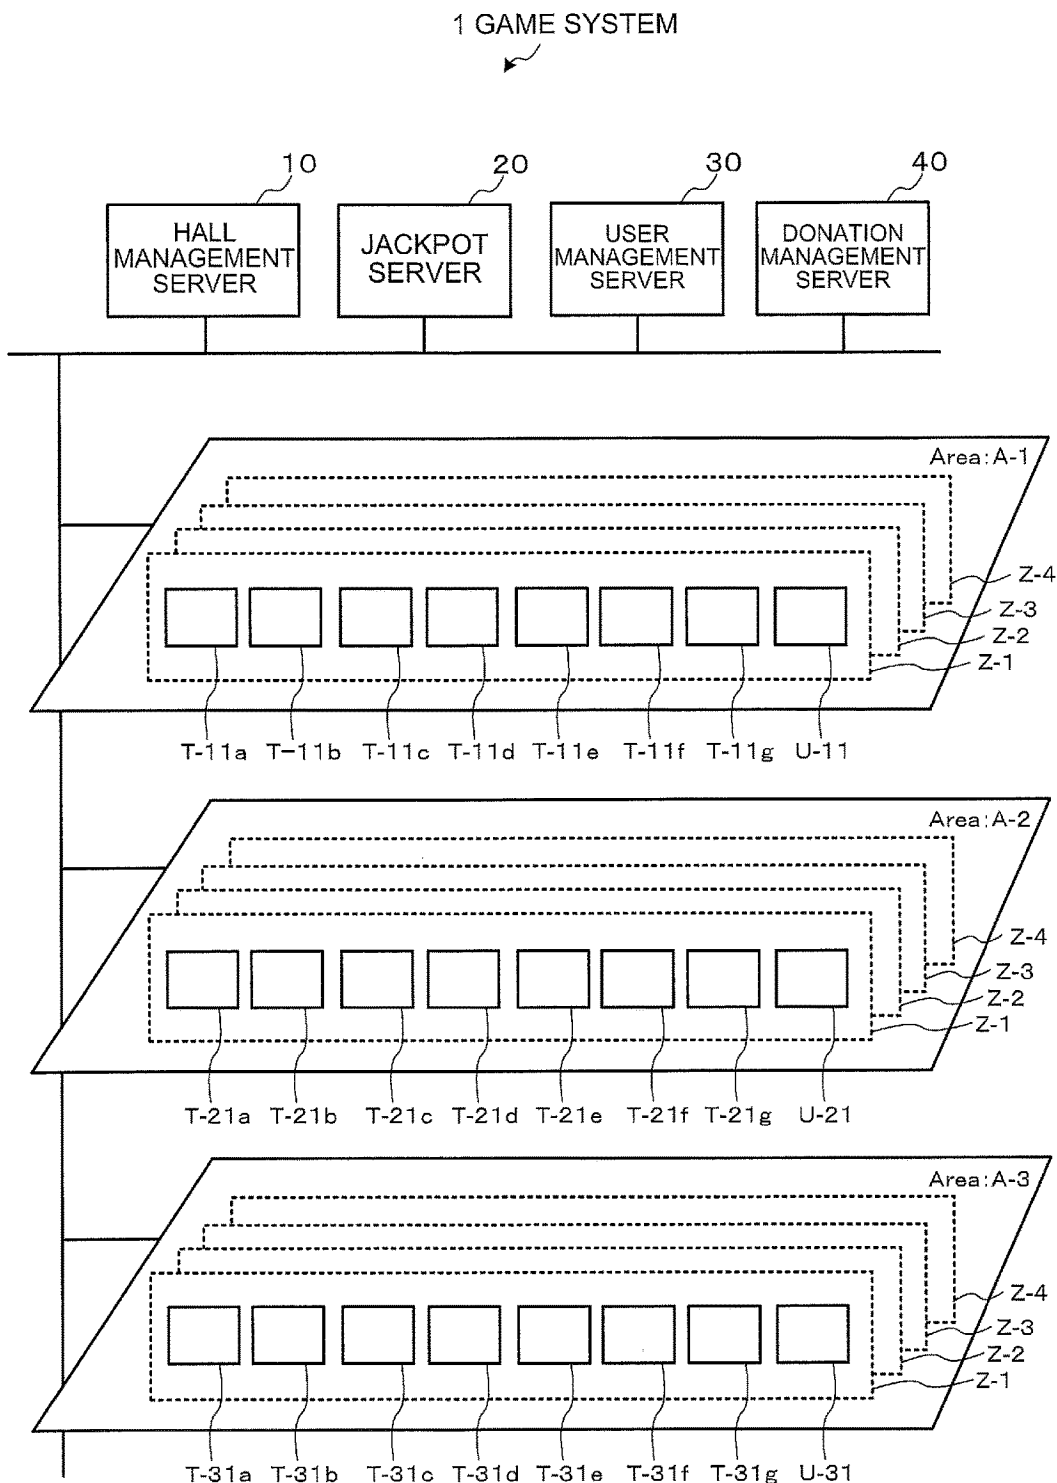 1 GAME SYSTEM
10
20
30
40
HALL
MANAGEMENT
SERVER
JACKPOT
SERVER
USER
MANAGEMENT
SERVER
DONATION
MANAGEMENT
SERVER
Area:A-1
Z-4
Z-3
Z-2
Z-1
T-11a T-11b T-11c T-11d T-11e T-11f T-11g U-11
Area:A-2
Z-4
Z-3
Z-2
Z-1
T-21a T-21b T-21c T-21d T-21e T-21f T-21g U-21
Area:A-3
Z-4
Z-3
Z-2
Z-1
T-31a T-31b T-31c T-31d T-31e T-31f T-31g U-31